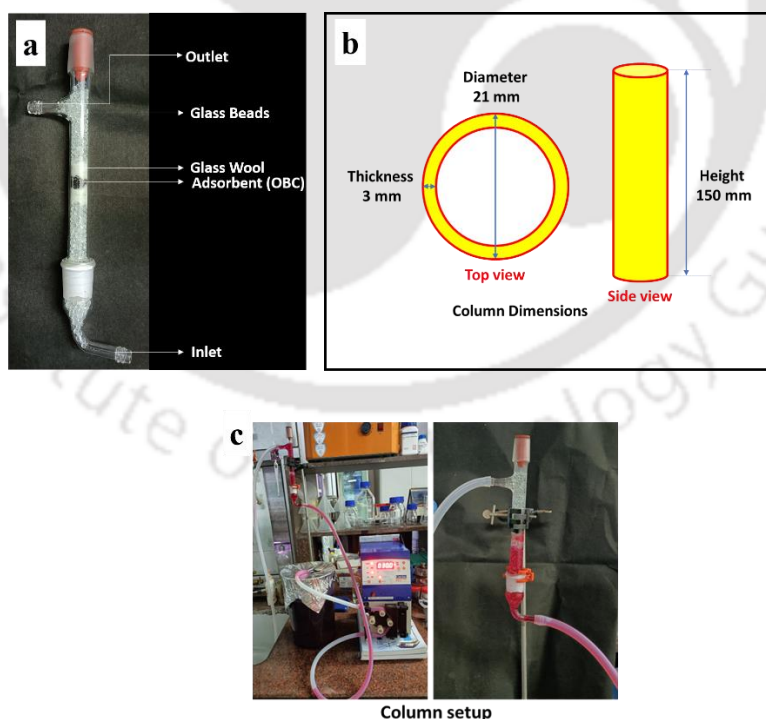 a
Outlet
Glass Beads
Glass Wool
Adsorbent (OBC)
Inlet
b
Diameter
21 mm
Thickness
3 mm
Height
150 mm
Top view
Side view
Column Dimensions
c
Column setup